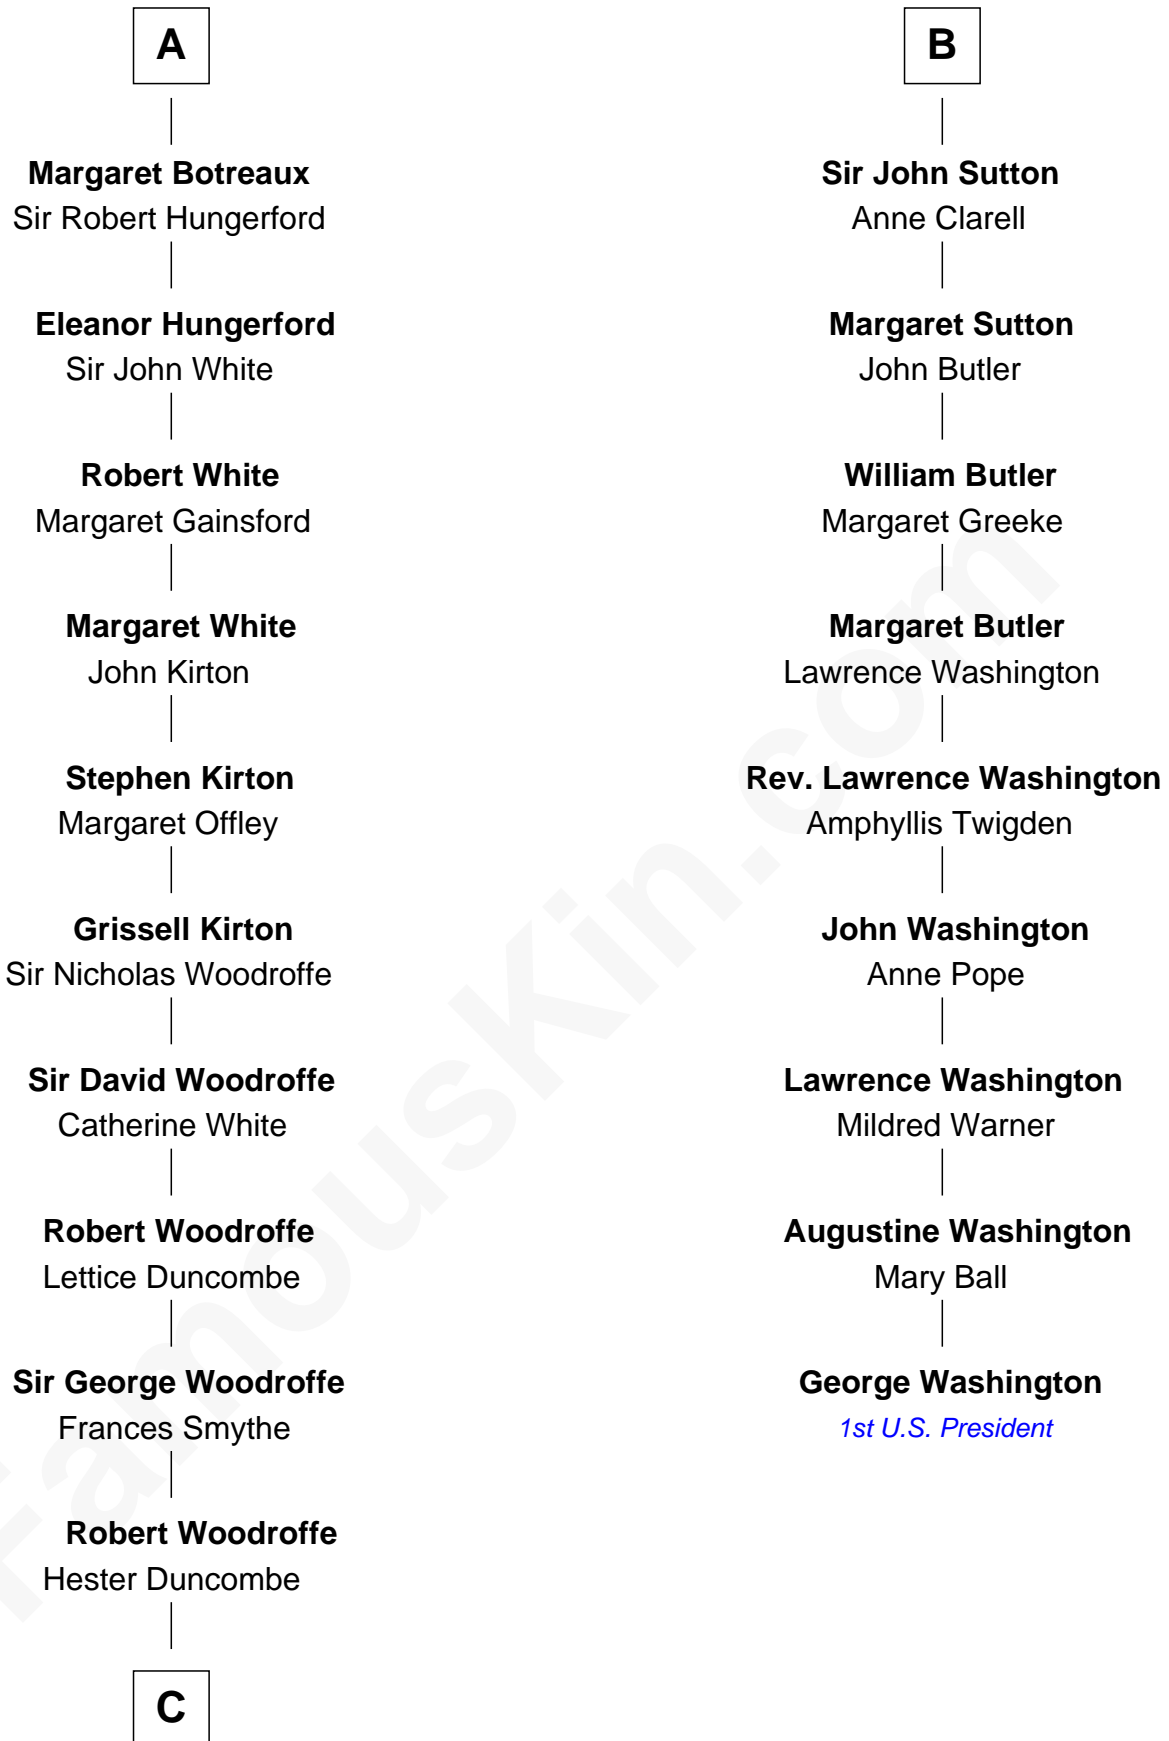 A
Margaret Botreaux
Sir Robert Hungerford
Eleanor Hungerford
Sir John White
Robert White
Margaret Gainsford
Margaret White
John Kirton
Stephen Kirton
Margaret Offley
Grissell Kirton
Sir Nicholas Woodroffe
Sir David Woodroffe
Catherine White
Robert Woodroffe
Lettice Duncombe
Sir George Woodroffe
Frances Smythe
Robert Woodroffe
Hester Duncombe
C
B
Sir John Sutton
Anne Clarell
Margaret Sutton
John Butler
William Butler
Margaret Greeke
Margaret Butler
Lawrence Washington
Rev. Lawrence Washington
Amphyllis Twigden
John Washington
Anne Pope
Lawrence Washington
Mildred Warner
Augustine Washington
Mary Ball
George Washington
1st U.S. President
FamousKin.com